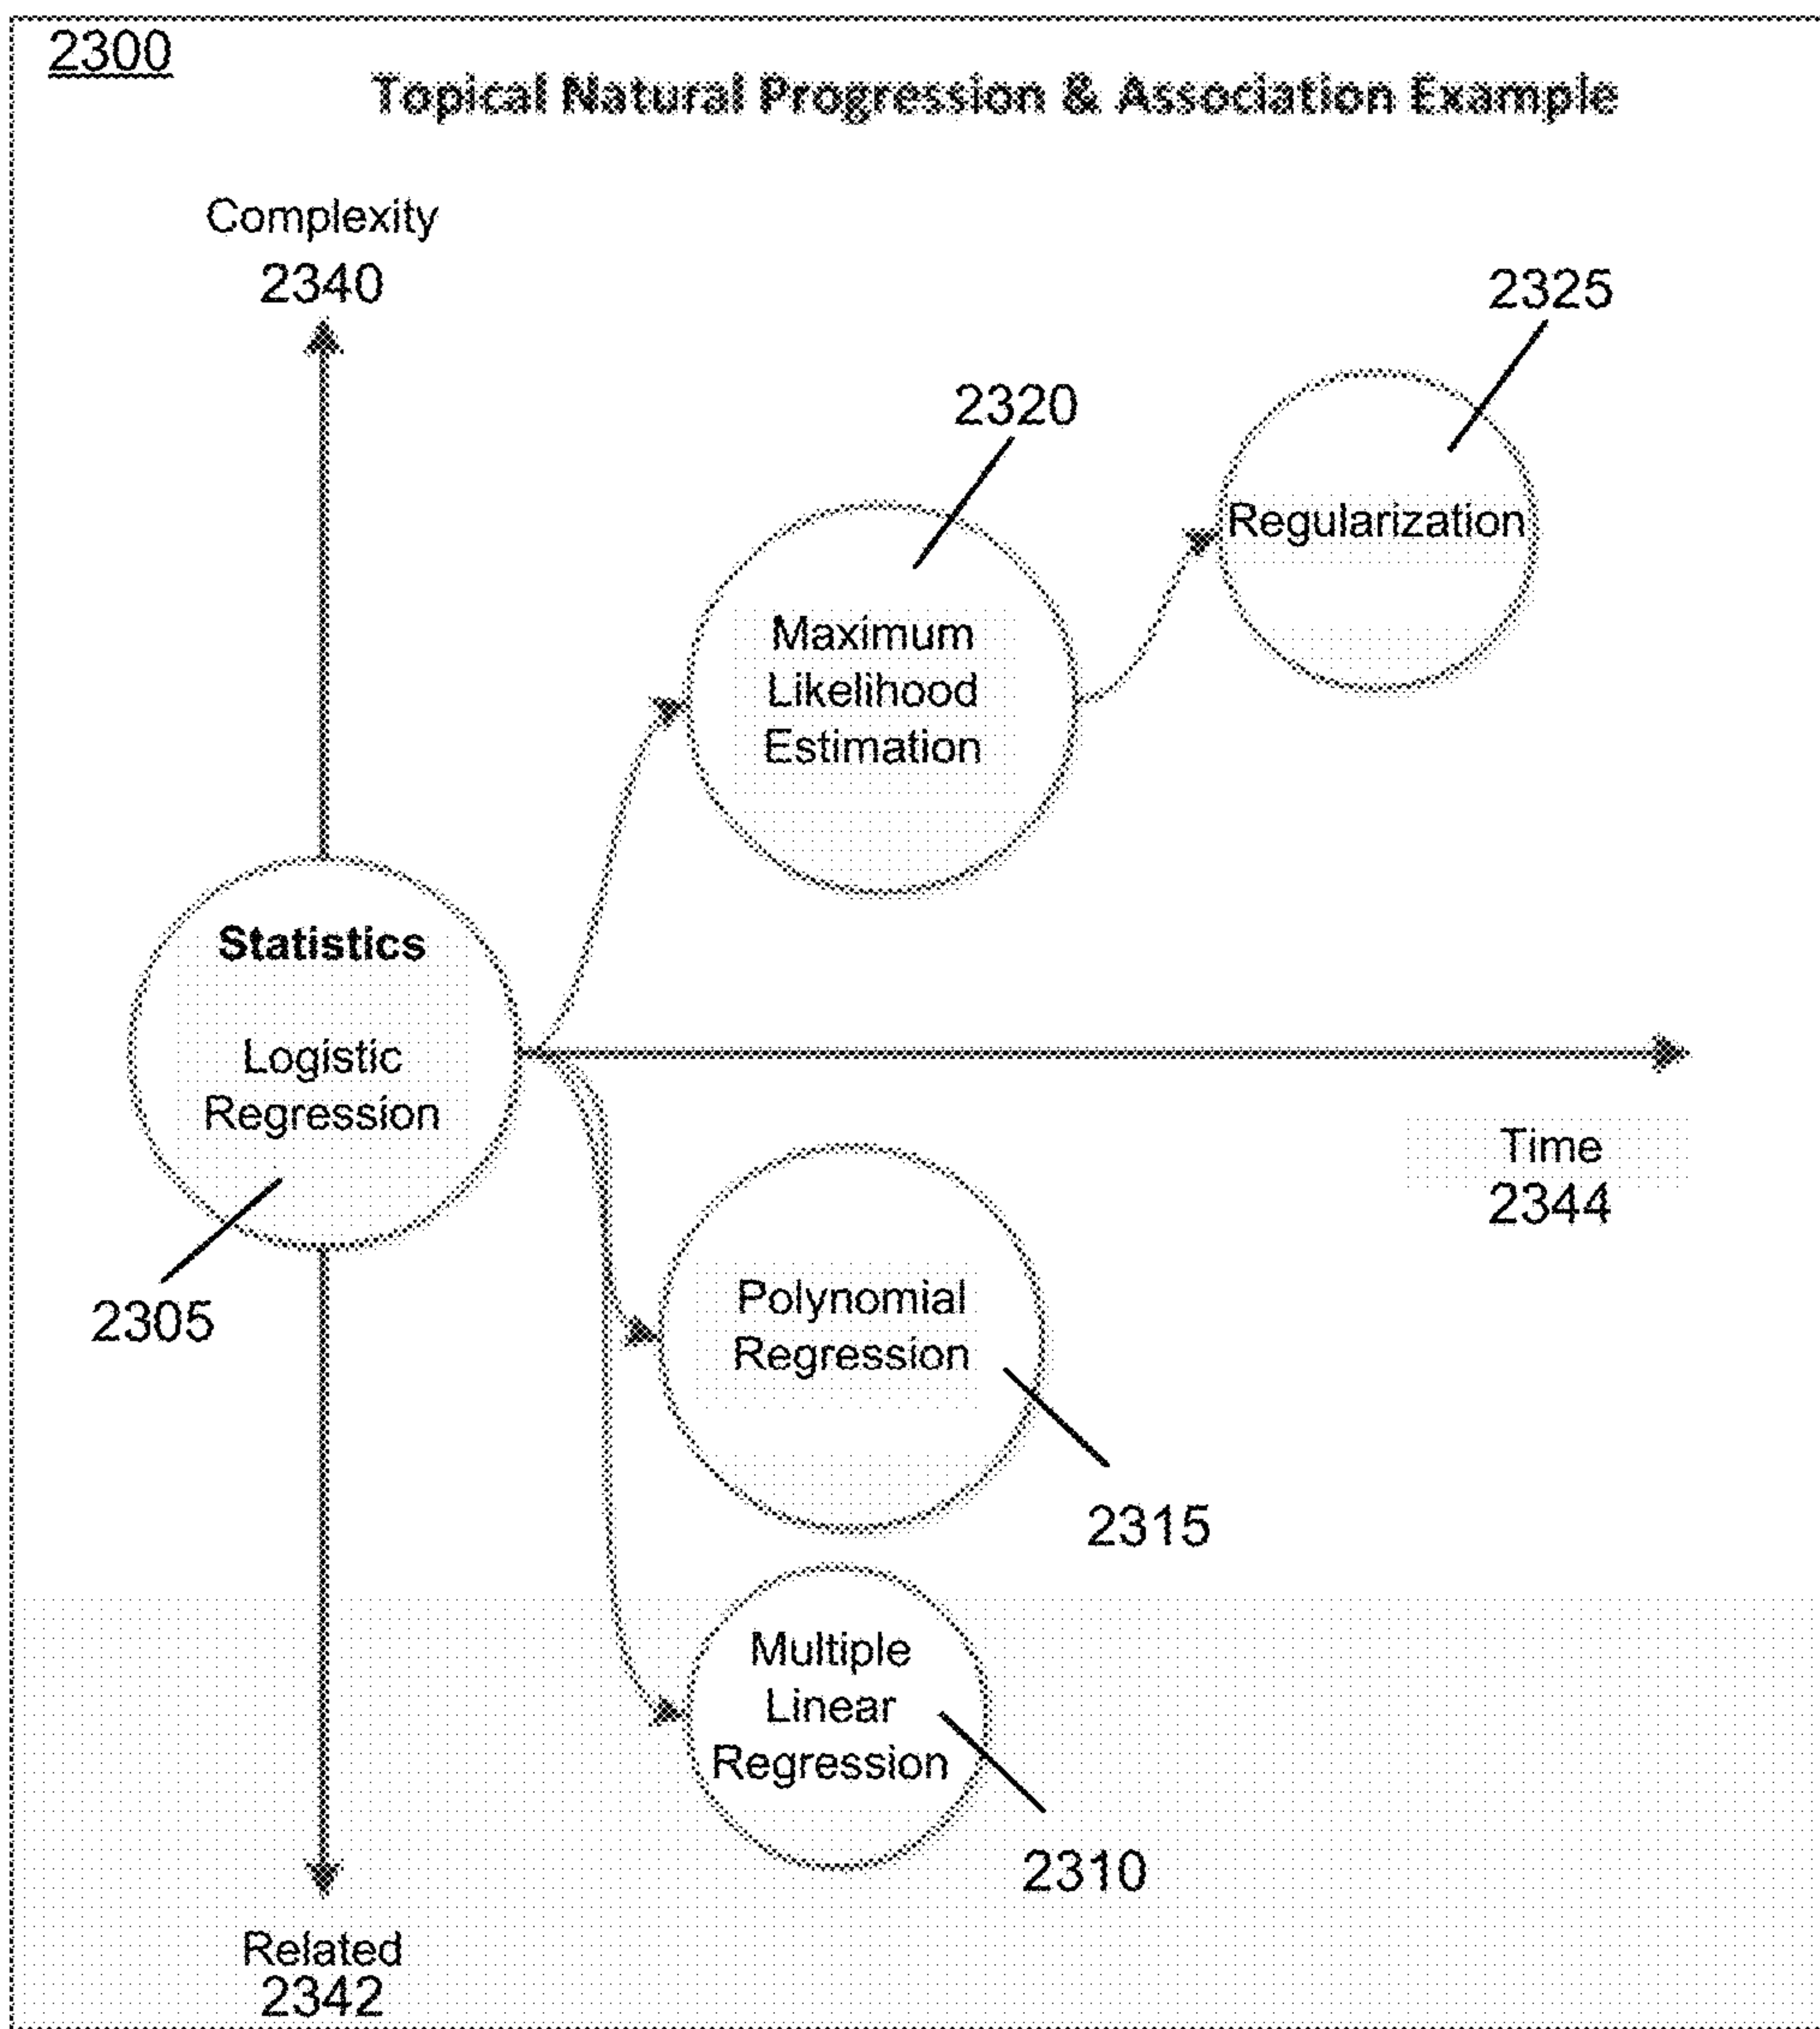 2300
Topical Natural Progression & Association Example
Complexity
2340
2325
2320
Regularization
Maximum
Likelihood
Estimation
Statistics
Logistic
Regression
Time
2344
2305
Polynomial
Regression
2315
Multiple
Linear
Regression
2310
Related
2342